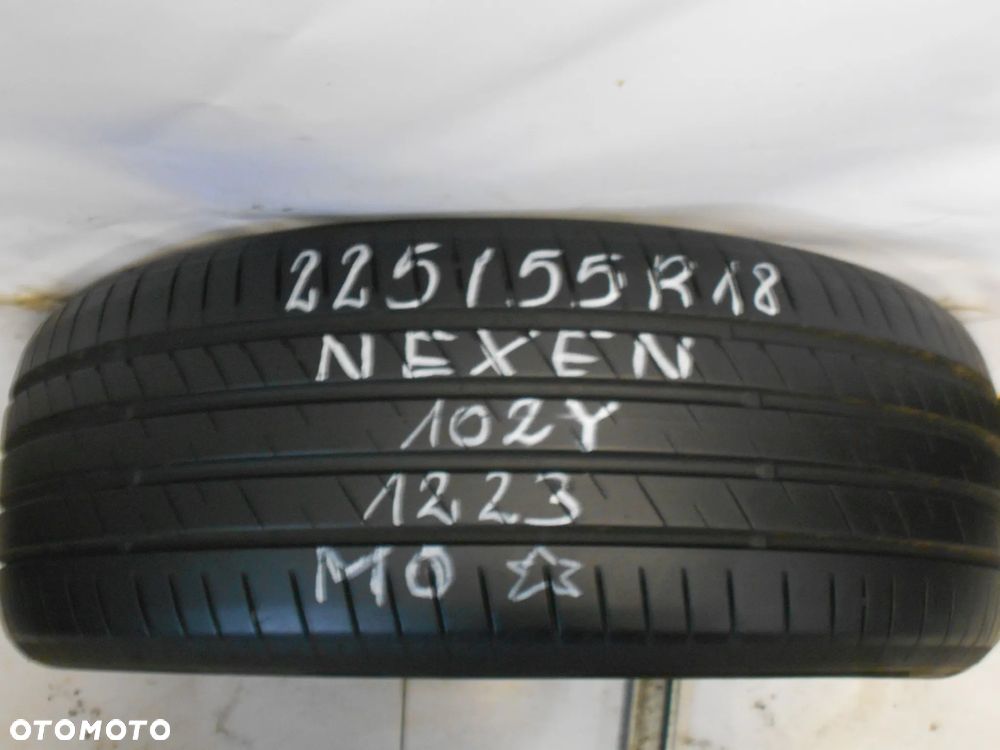 225/55R18
NEXEN
102Y
1223
MO ☆
OTOMOTO